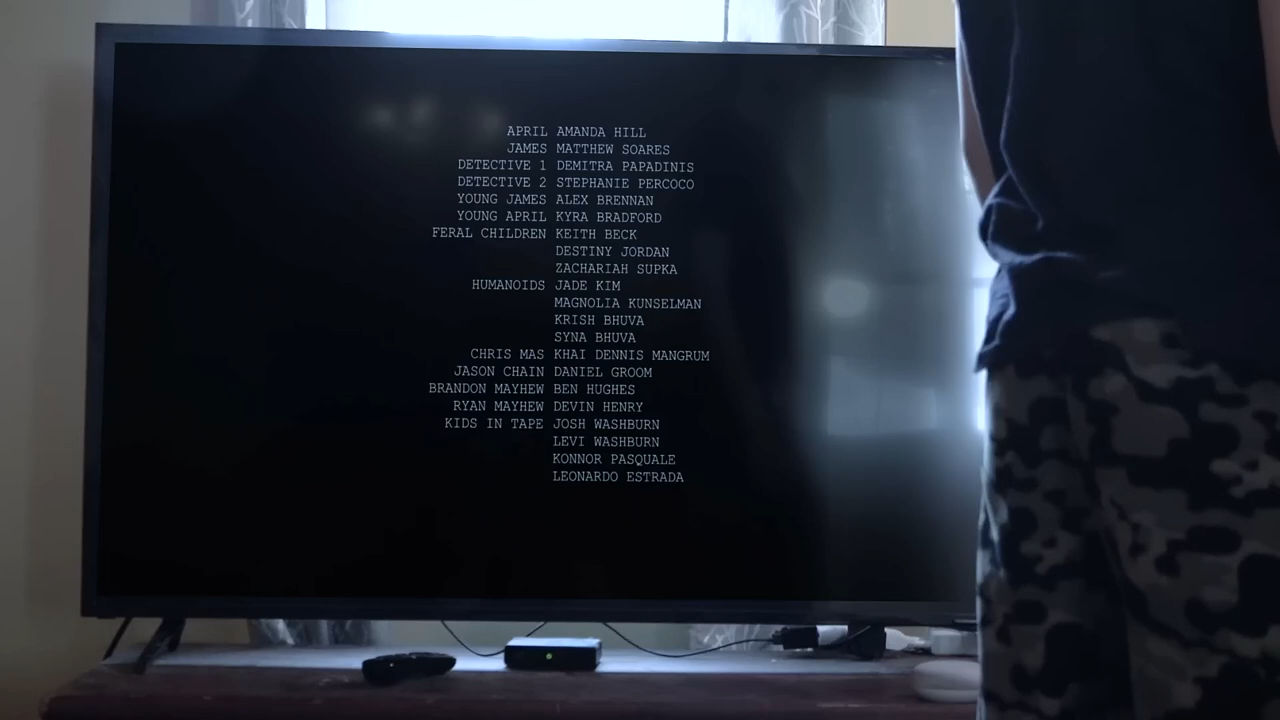 APRIL AMANDA HILL
JAMES MATTHEW SOARES
DETECTIVE 1 DEMITRA PAPADINIS
DETECTIVE 2 STEPHANIE PERCOCO
YOUNG JAMES ALEX BRENNAN
YOUNG APRIL KYRA BRADFORD
FERAL CHILDREN KEITH BECK
DESTINY JORDAN
ZACHARIAH SUPKA
HUMANOIDS JADE KIM
MAGNOLIA KUNSELMAN
KRISH BHUVA
SYNA BHUVA
CHRIS MAS KHAI DENNIS MANGRUM
JASON CHAIN DANIEL GROOM
BRANDON MAYHEW BEN HUGHES
RYAN MAYHEW DEVIN HENRY
KIDS IN TAPE JOSH WASHBURN
LEVI WASHBURN
KONNOR PASQUALE
LEONARDO ESTRADA